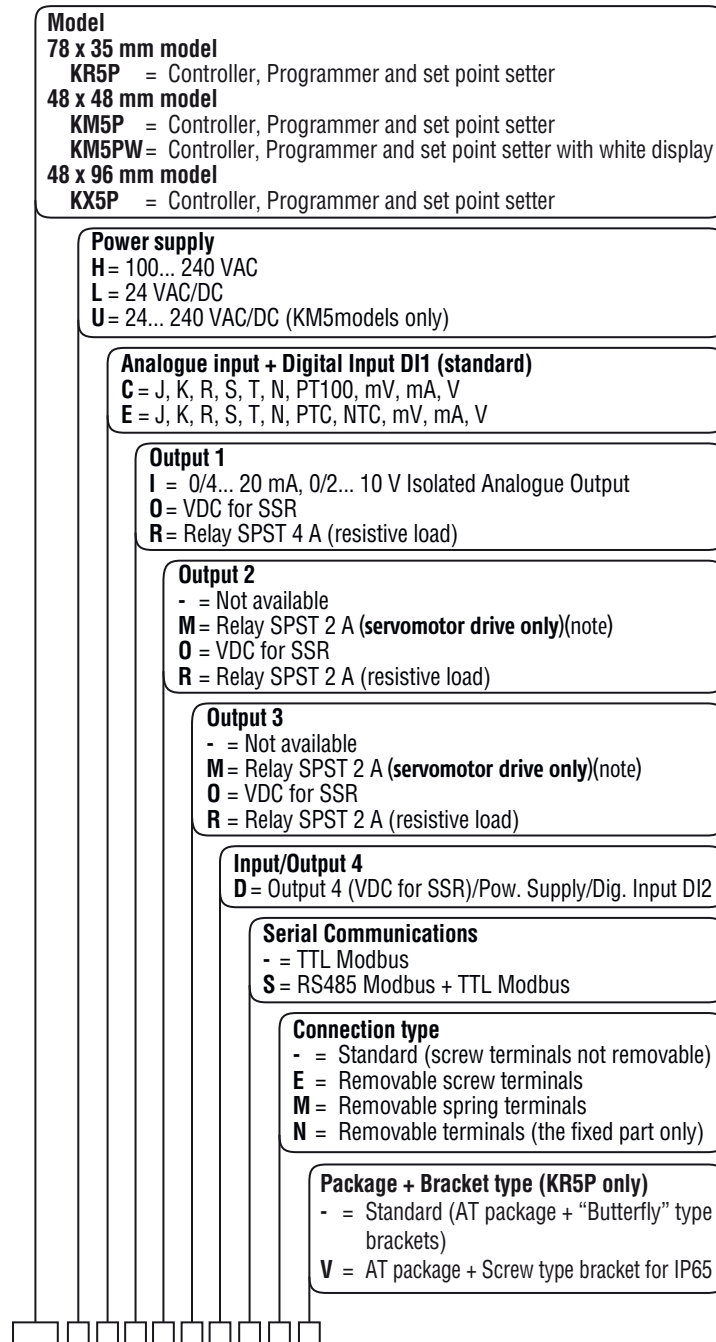 Model
78 x 35 mm model
KR5P = Controller, Programmer and set point setter
48 x 48 mm model
KM5P = Controller, Programmer and set point setter
KM5PW = Controller, Programmer and set point setter with white display
48 x 96 mm model
KX5P = Controller, Programmer and set point setter
Power supply
H = 100... 240 VAC
L = 24 VAC/DC
U = 24... 240 VAC/DC (KM5models only)
Analogue input + Digital Input DI1 (standard)
C = J, K, R, S, T, N, PT100, mV, mA, V
E = J, K, R, S, T, N, PTC, NTC, mV, mA, V
Output 1
I = 0/4... 20 mA, 0/2... 10 V Isolated Analogue Output
O = VDC for SSR
R = Relay SPST 4 A (resistive load)
Output 2
- = Not available
M = Relay SPST 2 A (servomotor drive only)(note)
O = VDC for SSR
R = Relay SPST 2 A (resistive load)
Output 3
- = Not available
M = Relay SPST 2 A (servomotor drive only)(note)
O = VDC for SSR
R = Relay SPST 2 A (resistive load)
Input/Output 4
D = Output 4 (VDC for SSR)/Pow. Supply/Dig. Input DI2
Serial Communications
- = TTL Modbus
S = RS485 Modbus + TTL Modbus
Connection type
- = Standard (screw terminals not removable)
E = Removable screw terminals
M = Removable spring terminals
N = Removable terminals (the fixed part only)
Package + Bracket type (KR5P only)
- = Standard (AT package + “Butterfly” type
brackets)
V = AT package + Screw type bracket for IP65